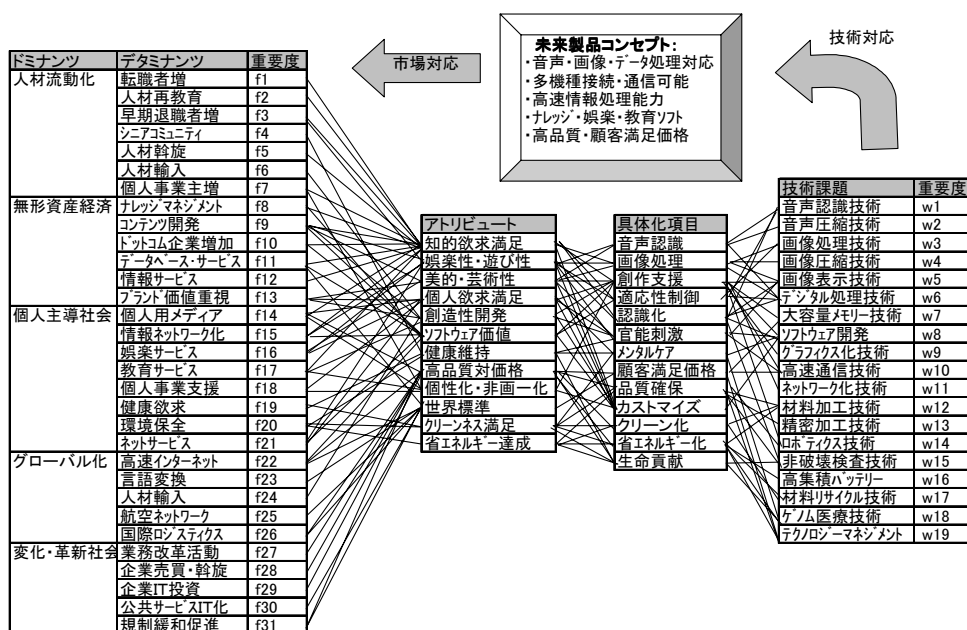 未来製品コンセプト：
・音声・画像・データ処理対応
・多機種接続・通信可能
・高速情報処理能力
・ナレッジ・娯楽・教育ソフト
・高品質・顧客満足価格
市場対応
技術対応
ドミナンツ デタミナンツ 重要度
人材流動化 転職者増 f1
人材再教育 f2
早期退職者増 f3
シニアコミュニティ f4
人材斡旋 f5
人材輸入 f6
個人事業主増 f7
無形資産経済 ナレッジマネジメント f8
コンテンツ開発 f9
ドットコム企業増加 f10
データベース・サービス f11
情報サービス f12
ブランド価値重視 f13
個人主導社会 個人用メディア f14
情報ネットワーク化 f15
娯楽サービス f16
教育サービス f17
個人事業支援 f18
健康欲求 f19
環境保全 f20
ネットサービス f21
グローバル化 高速インターネット f22
言語変換 f23
人材輸入 f24
航空ネットワーク f25
国際ロジスティクス f26
変化・革新社会 業務改革活動 f27
企業売買・斡旋 f28
企業IT投資 f29
公共サービスIT化 f30
規制緩和促進 f31
アトリビュート
知的欲求満足
娯楽性・遊び性
美的・芸術性
個人欲求満足
創造性開発
ソフトウェア価値
健康維持
高品質対価格
個性化・非画一化
世界標準
クリーンネス満足
省エネルギー達成
具体化項目
音声認識
画像処理
創作支援
適応性制御
認識化
官能刺激
メンタルケア
顧客満足価格
品質確保
カストマイズ
クリーン化
省エネルギー化
生命貢献
技術課題 重要度
音声認識技術 w1
音声圧縮技術 w2
画像処理技術 w3
画像圧縮技術 w4
画像表示技術 w5
デジタル処理技術 w6
大容量メモリー技術 w7
ソフトウェア開発 w8
グラフィクス化技術 w9
高速通信技術 w10
ネットワーク化技術 w11
材料加工技術 w12
精密加工技術 w13
ロボティクス技術 w14
非破壊検査技術 w15
高集積バッテリー w16
材料リサイクル技術 w17
ゲノム医療技術 w18
テクノロジーマネジメント w19